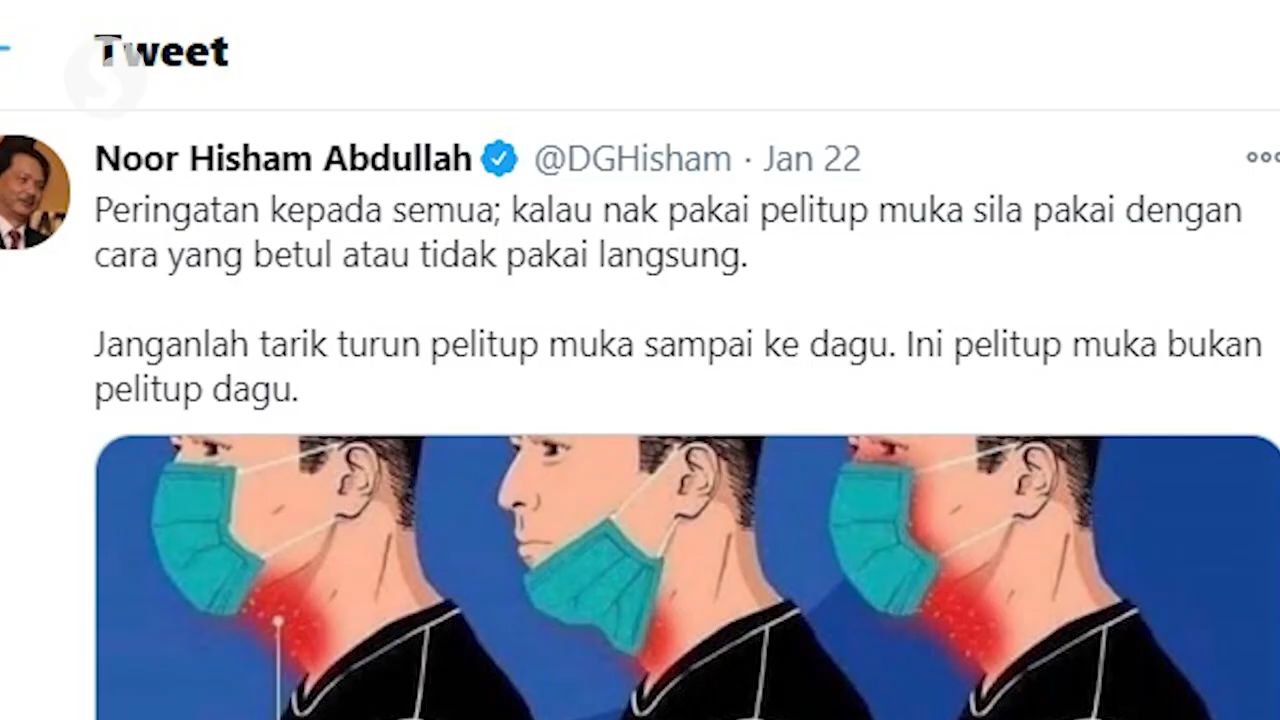 Tweet
Noor Hisham Abdullah @DGHisham · Jan 22
Peringatan kepada semua; kalau nak pakai pelitup muka sila pakai dengan
cara yang betul atau tidak pakai langsung.
Janganlah tarik turun pelitup muka sampai ke dagu. Ini pelitup muka bukan
pelitup dagu.